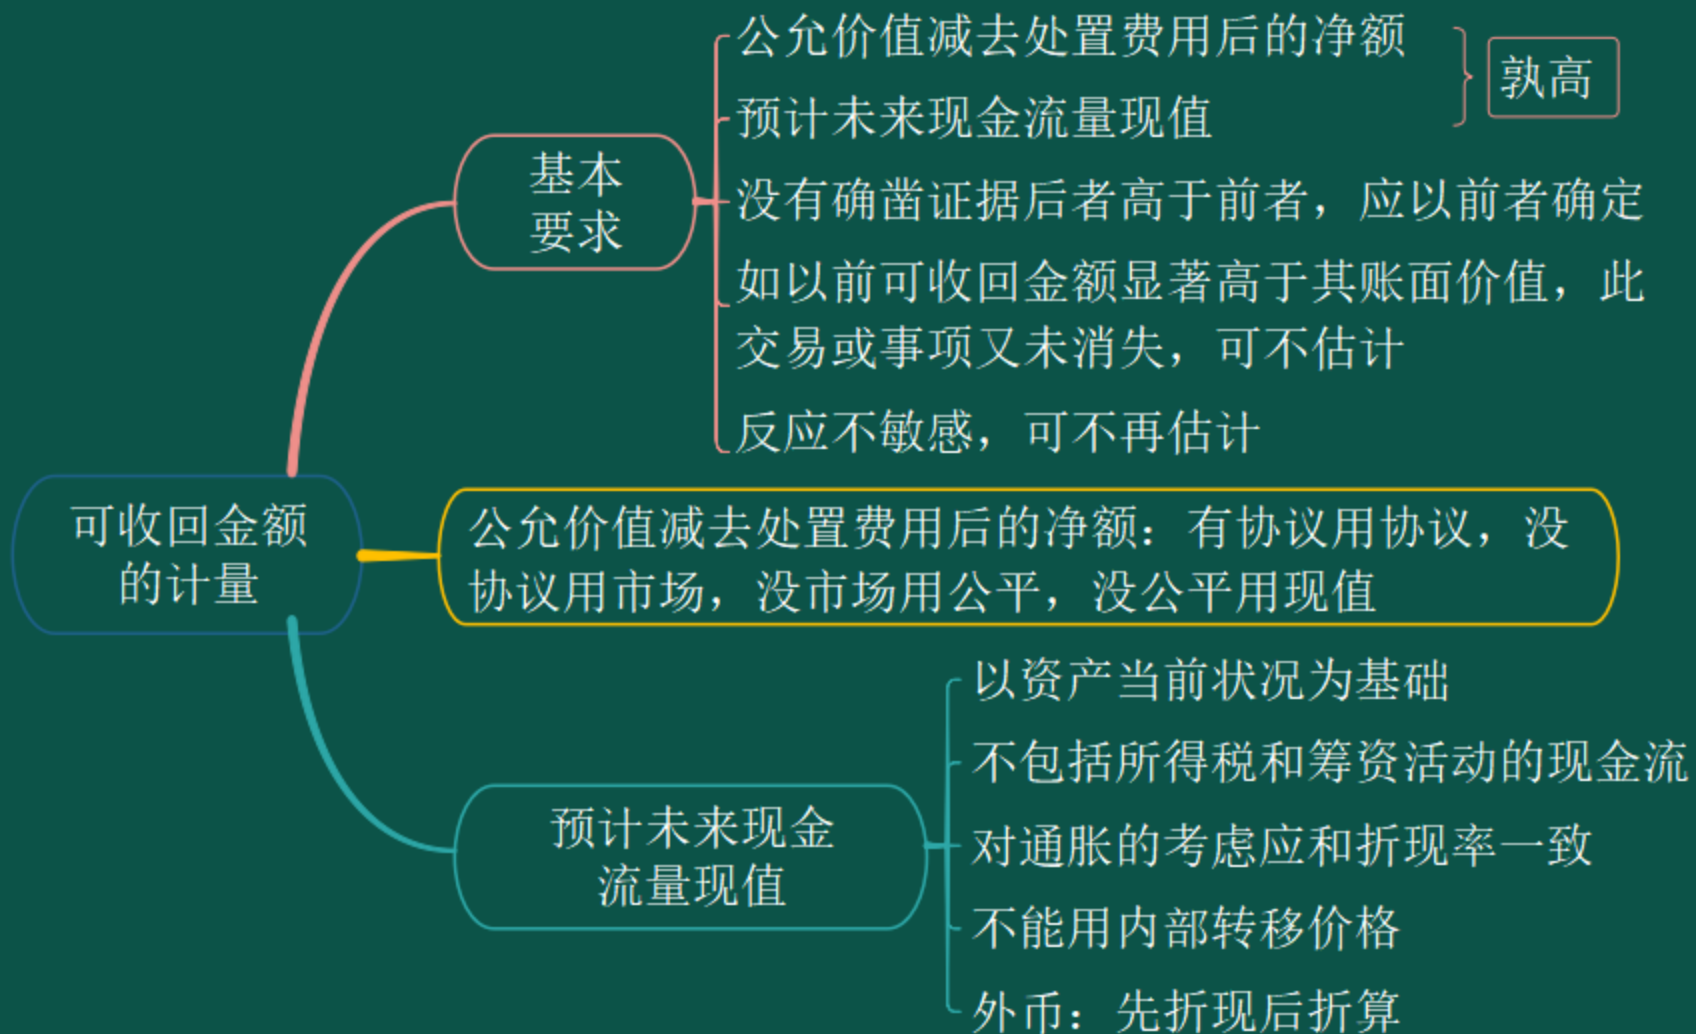 公允价值减去处置费用后的净额
孰高
预计未来现金流量现值
基本
要求
没有确凿证据后者高于前者，应以前者确定
如以前可收回金额显著高于其账面价值，此
交易或事项又未消失，可不估计
反应不敏感，可不再估计
可收回金额
的计量
公允价值减去处置费用后的净额：有协议用协议，没
协议用市场，没市场用公平，没公平用现值
预计未来现金
流量现值
以资产当前状况为基础
不包括所得税和筹资活动的现金流
对通胀的考虑应和折现率一致
不能用内部转移价格
外币：先折现后折算